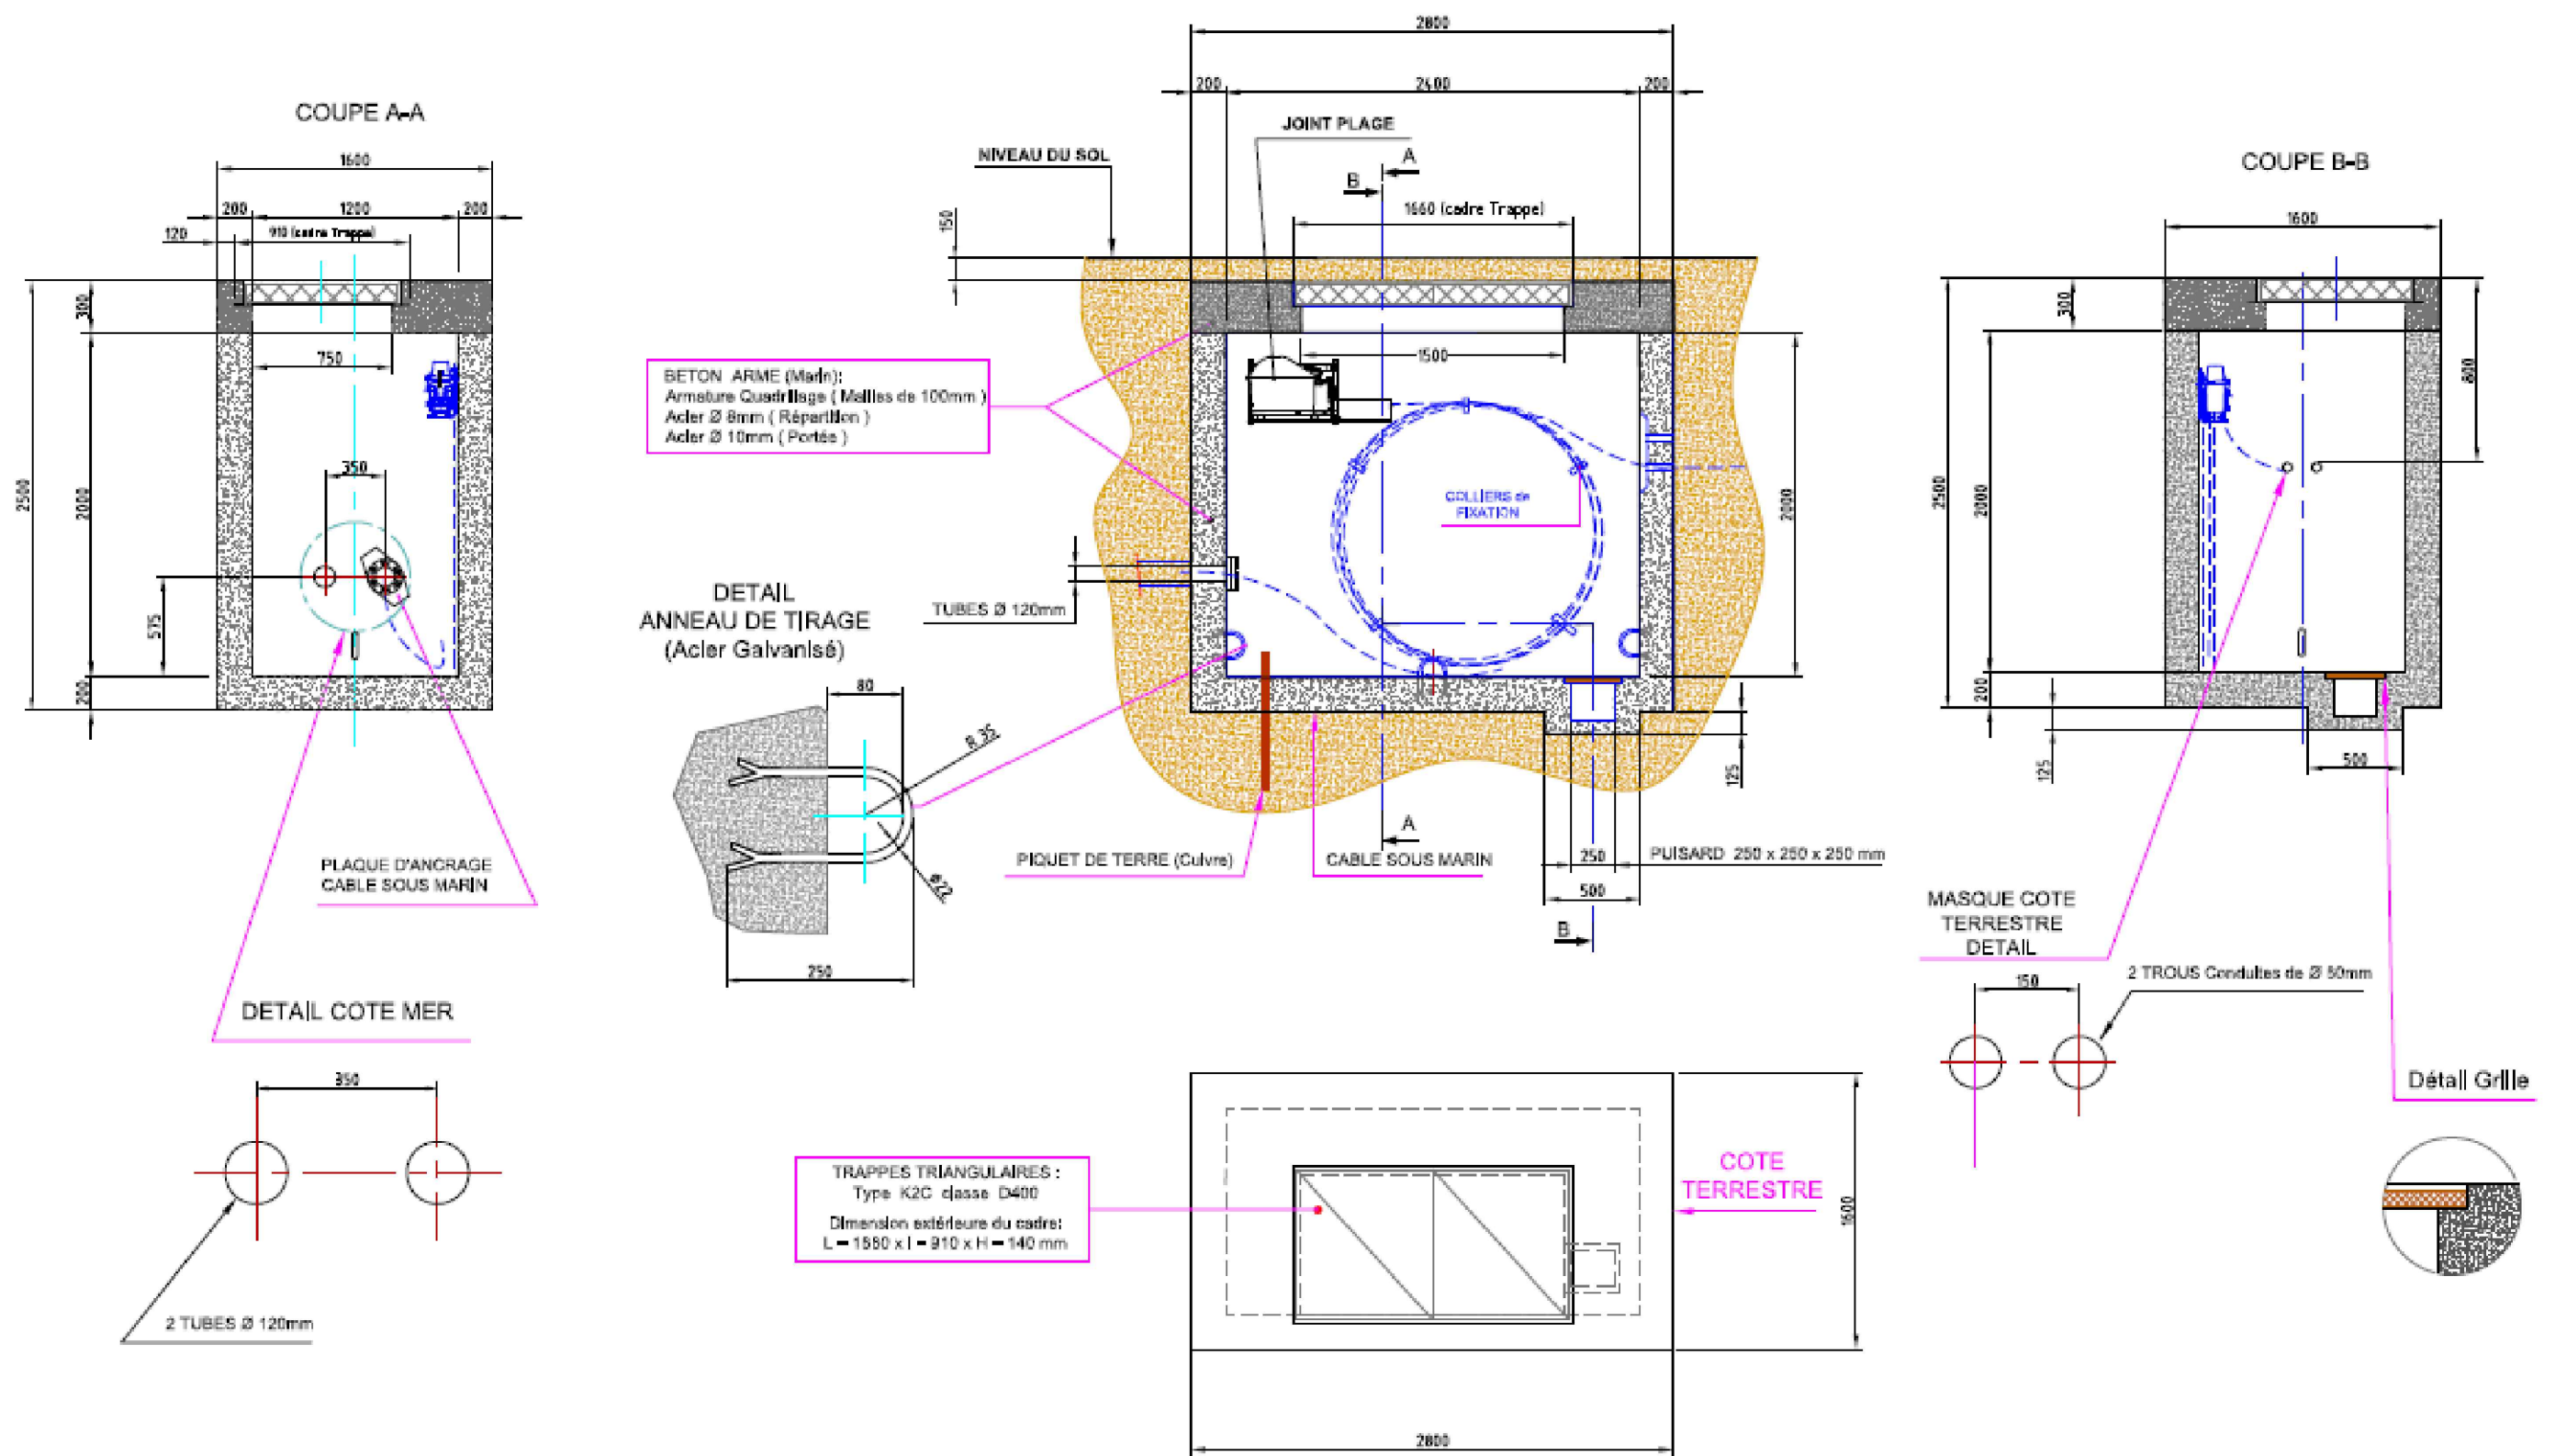 COUPE A-A
1600
200
1200
200
120
910 (cadre Trappe)
300
750
2500
2000
350
575
200
PLAQUE D'ANCRAGE
CABLE SOUS MARIN
DETAIL COTE MER
350
2 TUBES Ø 120mm
2800
200
2400
200
JOINT PLAGE
NIVEAU DU SOL
A
B
150
1660 (cadre Trappe)
1500
BETON ARME (Marin):
Armature Quadrillage ( Mailles de 100mm )
Acier Ø 8mm ( Répartition )
Acier Ø 10mm ( Portée )
COLLIERS de
FIXATION
2000
TUBES Ø 120mm
DETAIL
ANNEAU DE TIRAGE
(Acier Galvanisé)
80
R 35
Ø22
250
125
A
PIQUET DE TERRE (Cuivre)
CABLE SOUS MARIN
250
PUISARD 250 x 250 x 250 mm
500
B
TRAPPES TRIANGULAIRES :
Type K2C classe D400
Dimension extérieure du cadre:
L = 1660 x l = 910 x H = 140 mm
COTE
TERRESTRE
1600
2800
COUPE B-B
1600
300
800
2500
2000
200
125
500
MASQUE COTE
TERRESTRE
DETAIL
2 TROUS Conduites de Ø 50mm
150
Détail Grille